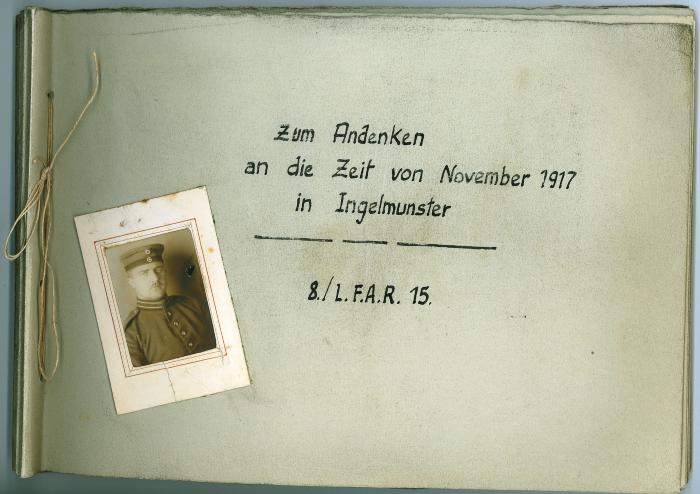 Zum Andenken
an die Zeit von November 1917
in Ingelmunster
8./L.F.A.R. 15.